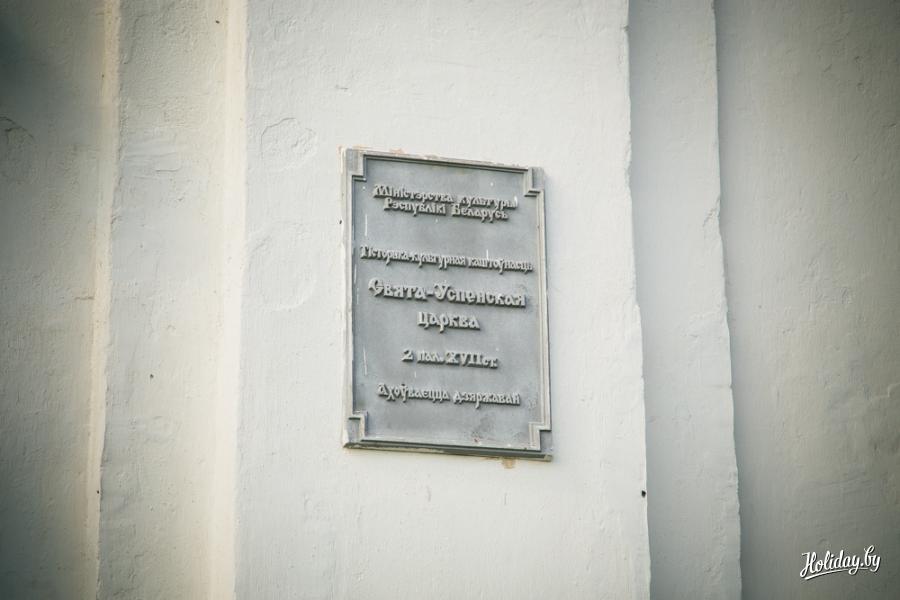 Міністэрства культуры
Рэспублікі Беларусь
Гісторыка-культурная каштоўнасць
Свята-Успенская
царква
2 пал. XVII ст.
Ахоўваецца дзяржавай
Holiday.by